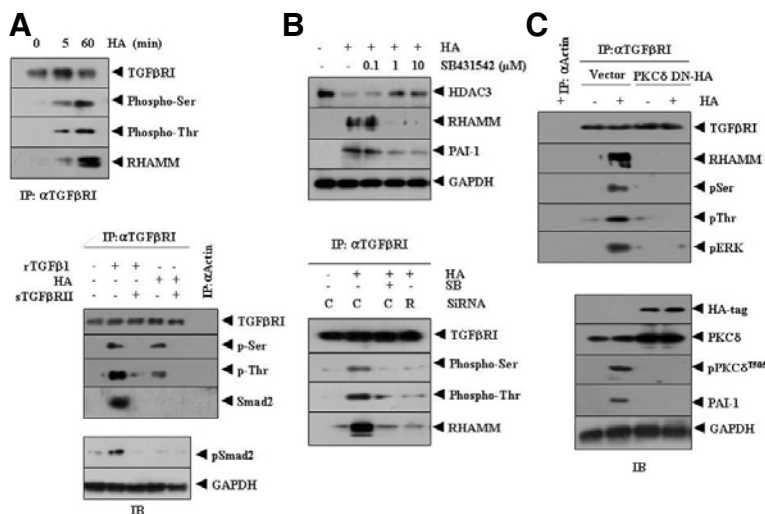 A
0 5 60 HA (min)
TGFβRI
Phospho-Ser
Phospho-Thr
RHAMM
IP: αTGFβRI
IP:αTGFβRI
IP:αActin
rTGFβ1 - + + - -
HA - - - + +
sTGFβRII - - + - +
TGFβRI
p-Ser
p-Thr
Smad2
pSmad2
GAPDH
IB
B
- + + + + HA
- - 0.1 1 10 SB431542 (μM)
HDAC3
RHAMM
PAI-1
GAPDH
IP: αTGFβRI
- + + + HA
- - + - SB
C C C R SiRNA
TGFβRI
Phospho-Ser
Phospho-Thr
RHAMM
C
IP: αActin
IP:αTGFβRI
Vector PKCδ DN-HA
+ - + - + HA
TGFβRI
RHAMM
pSer
pThr
pERK
HA-tag
PKCδ
pPKCδT505
PAI-1
GAPDH
IB